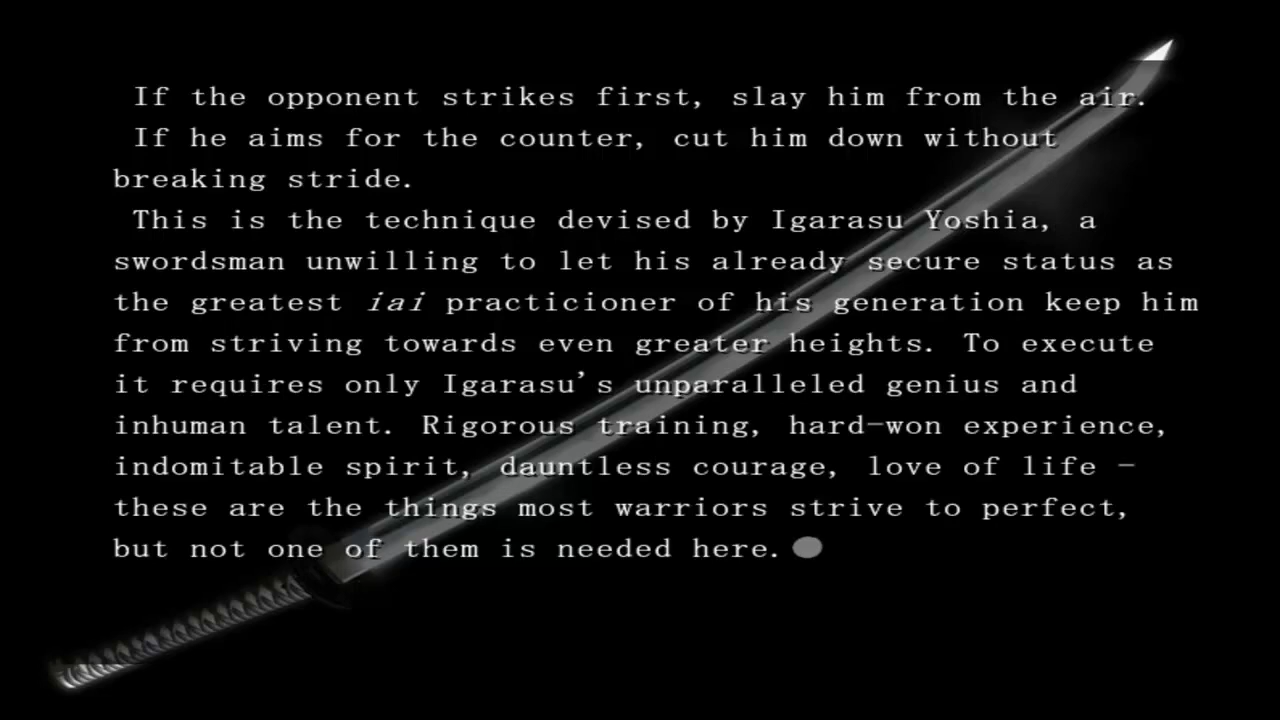 If the opponent strikes first, slay him from the air.
If he aims for the counter, cut him down without
breaking stride.
This is the technique devised by Igarasu Yoshia, a
swordsman unwilling to let his already secure status as
the greatest iai practicioner of his generation keep him
from striving towards even greater heights. To execute
it requires only Igarasu's unparalleled genius and
inhuman talent. Rigorous training, hard-won experience,
indomitable spirit, dauntless courage, love of life -
these are the things most warriors strive to perfect,
but not one of them is needed here.